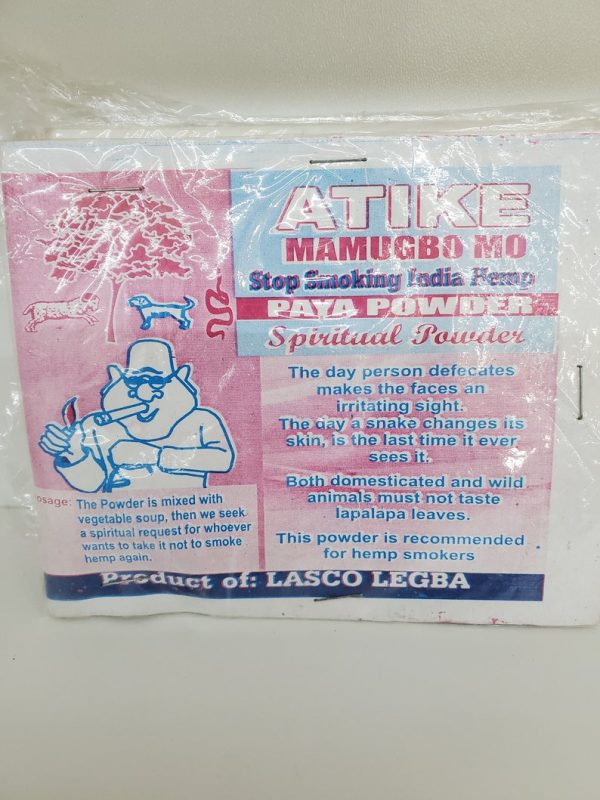 ATIKE
MAMUGBO MO
Stop Smoking India Hemp
PAYA POWDER
Spiritual Powder
The day person defecates
makes the faces an
irritating sight.
The day a snake changes its
skin, is the last time it ever
sees it.
Both domesticated and wild
animals must not taste
lapalapa leaves.
This powder is recommended
for hemp smokers
osage: The Powder is mixed with
vegetable soup, then we seek
a spiritual request for whoever
wants to take it not to smoke
hemp again.
Product of: LASCO LEGBA